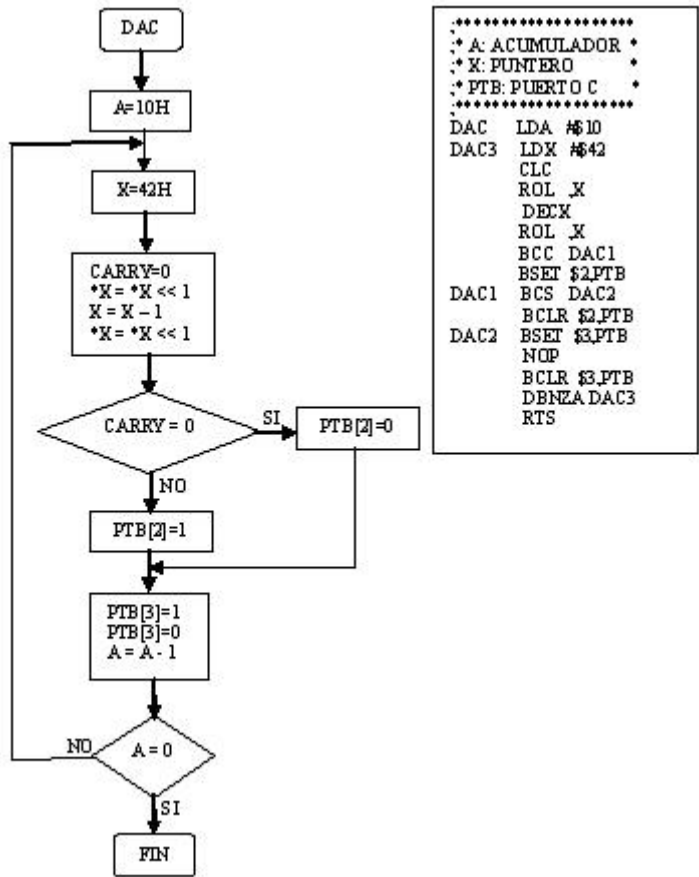 DAC
A=10H
X=42H
CARRY=0
*X = *X << 1
X = X – 1
*X = *X << 1
CARRY = 0
SI
PTB[2]=0
NO
PTB[2]=1
PTB[3]=1
PTB[3]=0
A = A - 1
NO
A = 0
SI
FIN
;********************
;* A: ACUMULADOR *
;* X: PUNTERO *
;* PTB: PUERTO C *
;********************
DAC LDA #$10
DAC3 LDX #$42
CLC
ROL ,X
DECX
ROL ,X
BCC DAC1
BSET $2,PTB
DAC1 BCS DAC2
BCLR $2,PTB
DAC2 BSET $3,PTB
NOP
BCLR $3,PTB
DBNZA DAC3
RTS